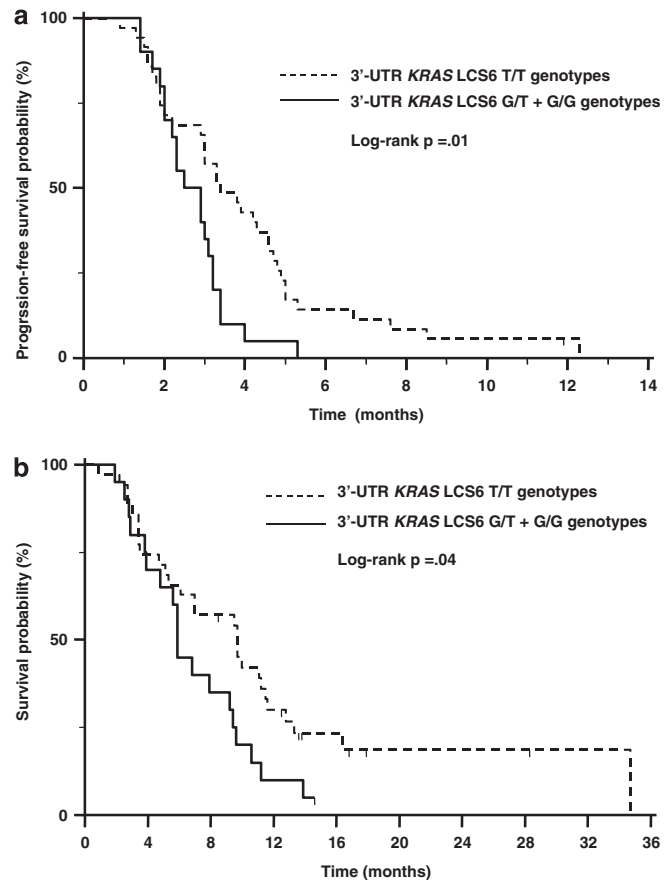 a
100
50
0
Progrssion-free survival probability (%)
3'-UTR KRAS LCS6 T/T genotypes
3'-UTR KRAS LCS6 G/T + G/G genotypes
Log-rank p =.01
0 2 4 6 8 10 12 14
Time (months)
b
100
50
0
Survival probability (%)
3'-UTR KRAS LCS6 T/T genotypes
3'-UTR KRAS LCS6 G/T + G/G genotypes
Log-rank p =.04
0 4 8 12 16 20 24 28 32 36
Time (months)